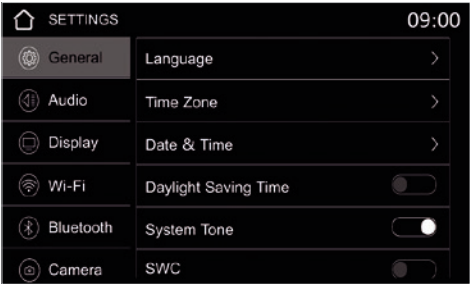 SETTINGS 09:00
General
Audio
Display
Wi-Fi
Bluetooth
Camera
Language
Time Zone
Date & Time
Daylight Saving Time
System Tone
SWC